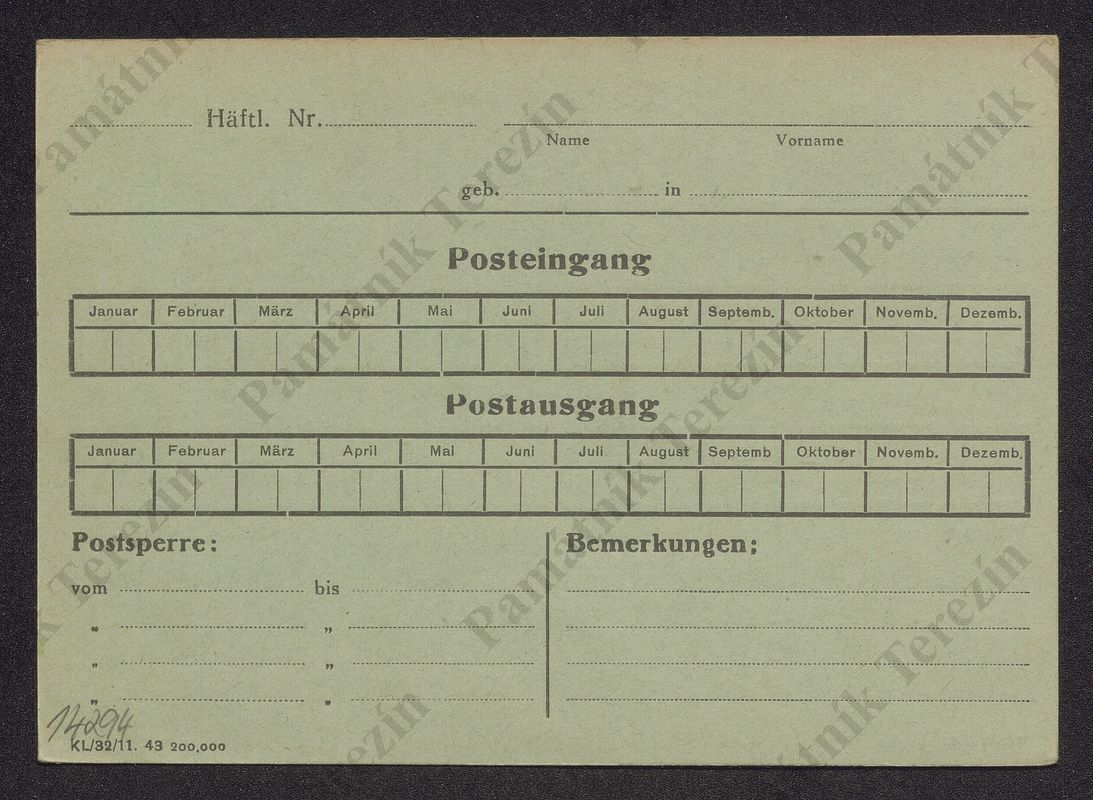 Häftl. Nr.
Name Vorname
geb. in
Posteingang
Januar Februar März April Mai Juni Juli August Septemb. Oktober Novemb. Dezemb.
Postausgang
Januar Februar März April Mai Juni Juli August Septemb Oktober Novemb. Dezemb.
Postsperre: Bemerkungen:
vom bis
„ „
„ „
„ „
14294
KL/32/11. 43 200.000
Památník Terezín